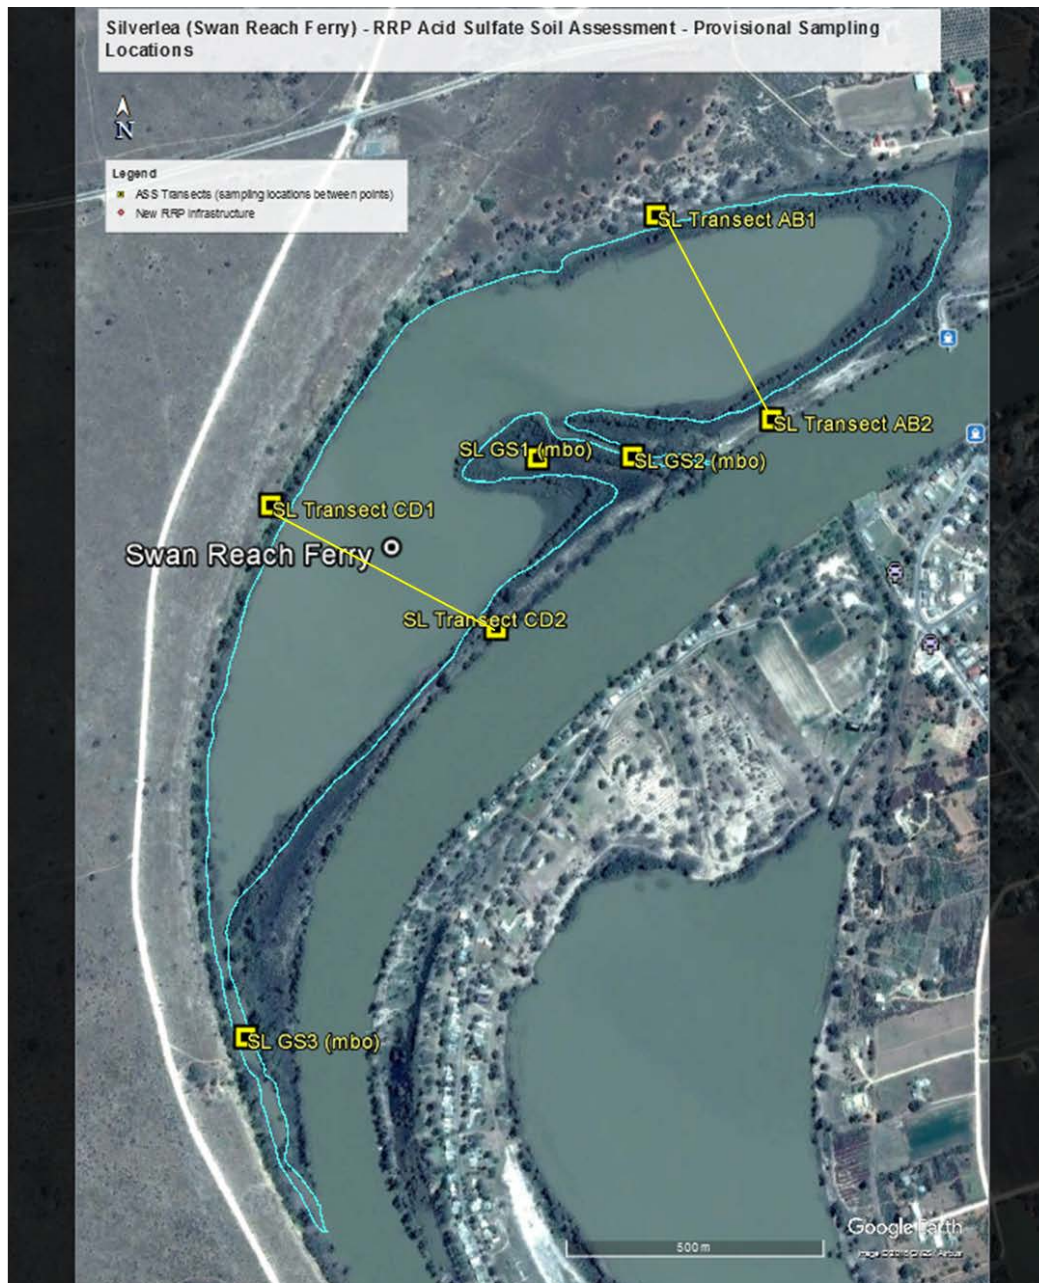 Silverlea (Swan Reach Ferry) - RRP Acid Sulfate Soil Assessment - Provisional Sampling
Locations
N
Legend
ASS Transects (sampling locations between points)
New RRP Infrastructure
SL Transect AB1
SL Transect AB2
SL GS1 (mbo)
SL GS2 (mbo)
SL Transect CD1
Swan Reach Ferry
SL Transect CD2
SL GS3 (mbo)
Google Earth
500 m